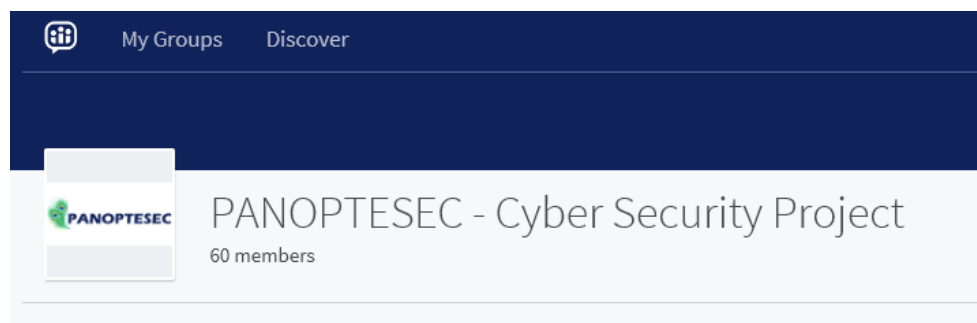 My Groups Discover
PANOPTESEC
PANOPTESEC - Cyber Security Project
60 members